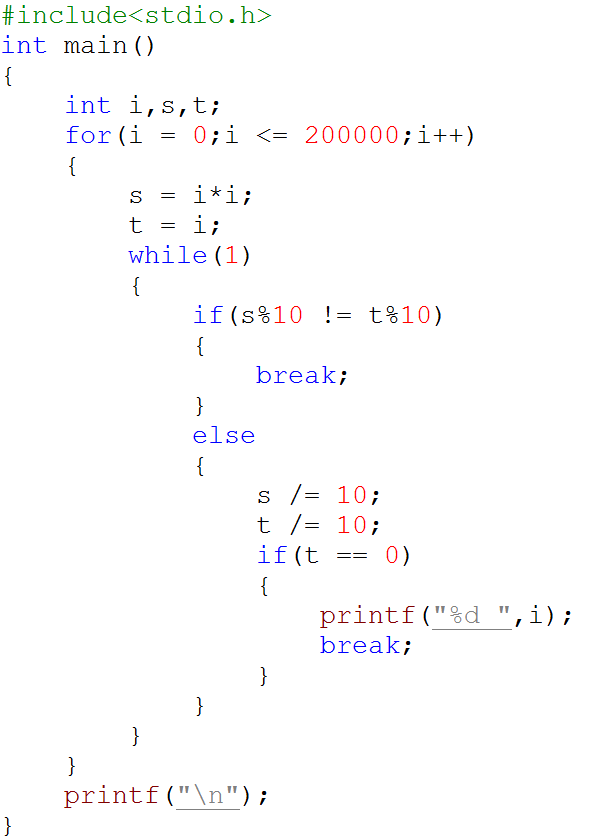 #include<stdio.h>
int main()
{
    int i,s,t;
    for(i = 0;i <= 200000;i++)
    {
        s = i*i;
        t = i;
        while(1)
        {
            if(s%10 != t%10)
            {
                break;
            }
            else
            {
                s /= 10;
                t /= 10;
                if(t == 0)
                {
                    printf("%d ",i);
                    break;
                }
            }
        }
    }
    printf("\n");
}